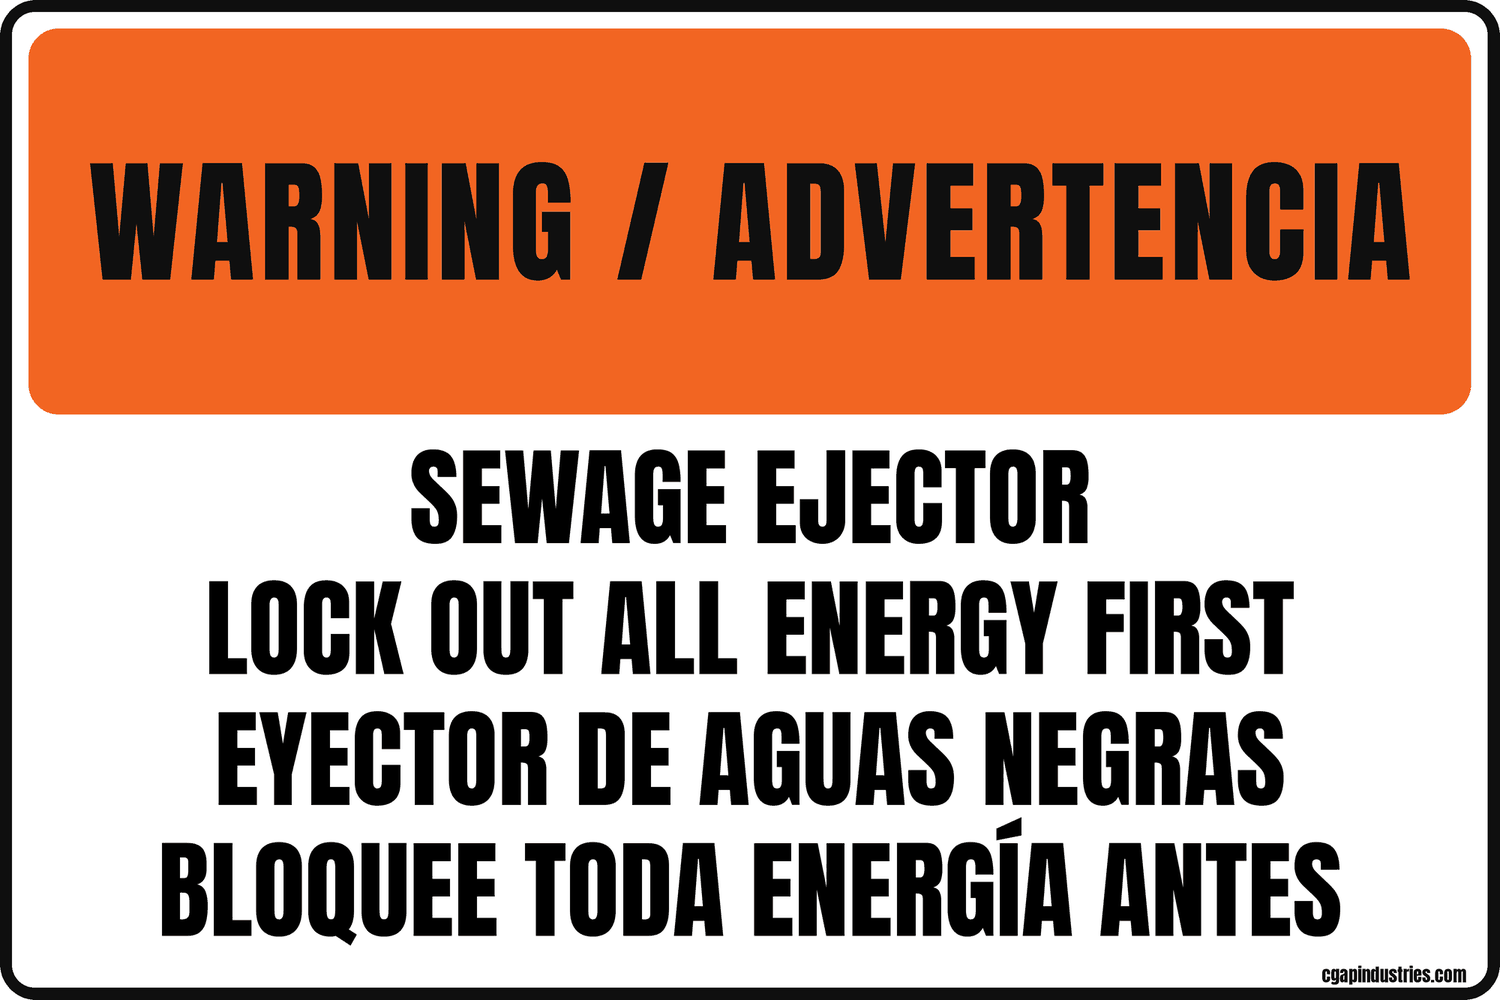 WARNING / ADVERTENCIA
SEWAGE EJECTOR
LOCK OUT ALL ENERGY FIRST
EYECTOR DE AGUAS NEGRAS
BLOQUEE TODA ENERGÍA ANTES
cgapindustries.com